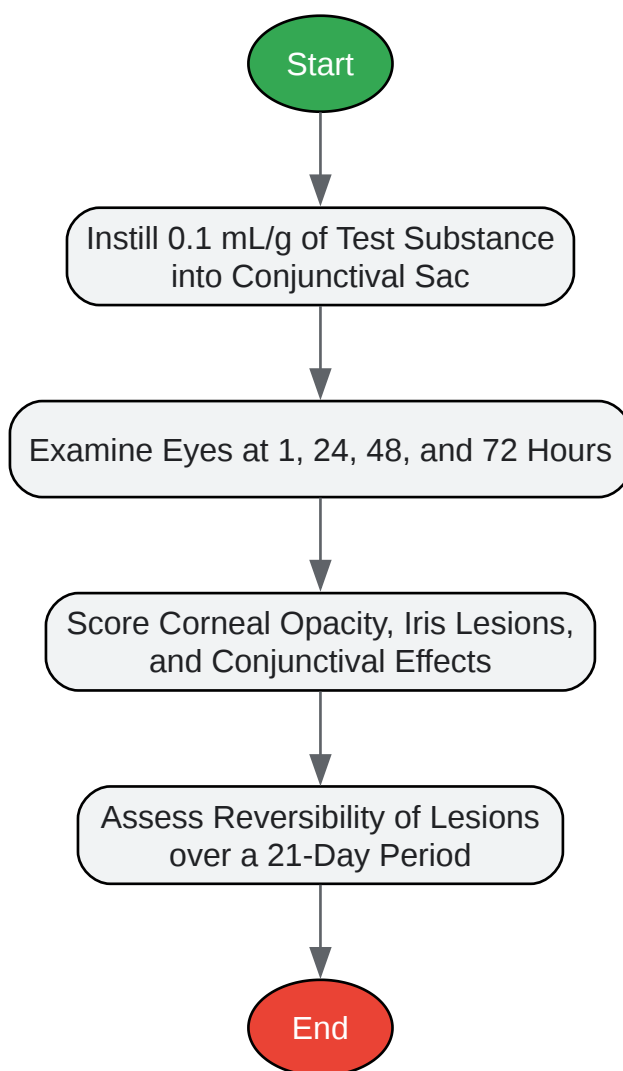 Start
Instill 0.1 mL/g of Test Substance
into Conjunctival Sac
Examine Eyes at 1, 24, 48, and 72 Hours
Score Corneal Opacity, Iris Lesions,
and Conjunctival Effects
Assess Reversibility of Lesions
over a 21-Day Period
End